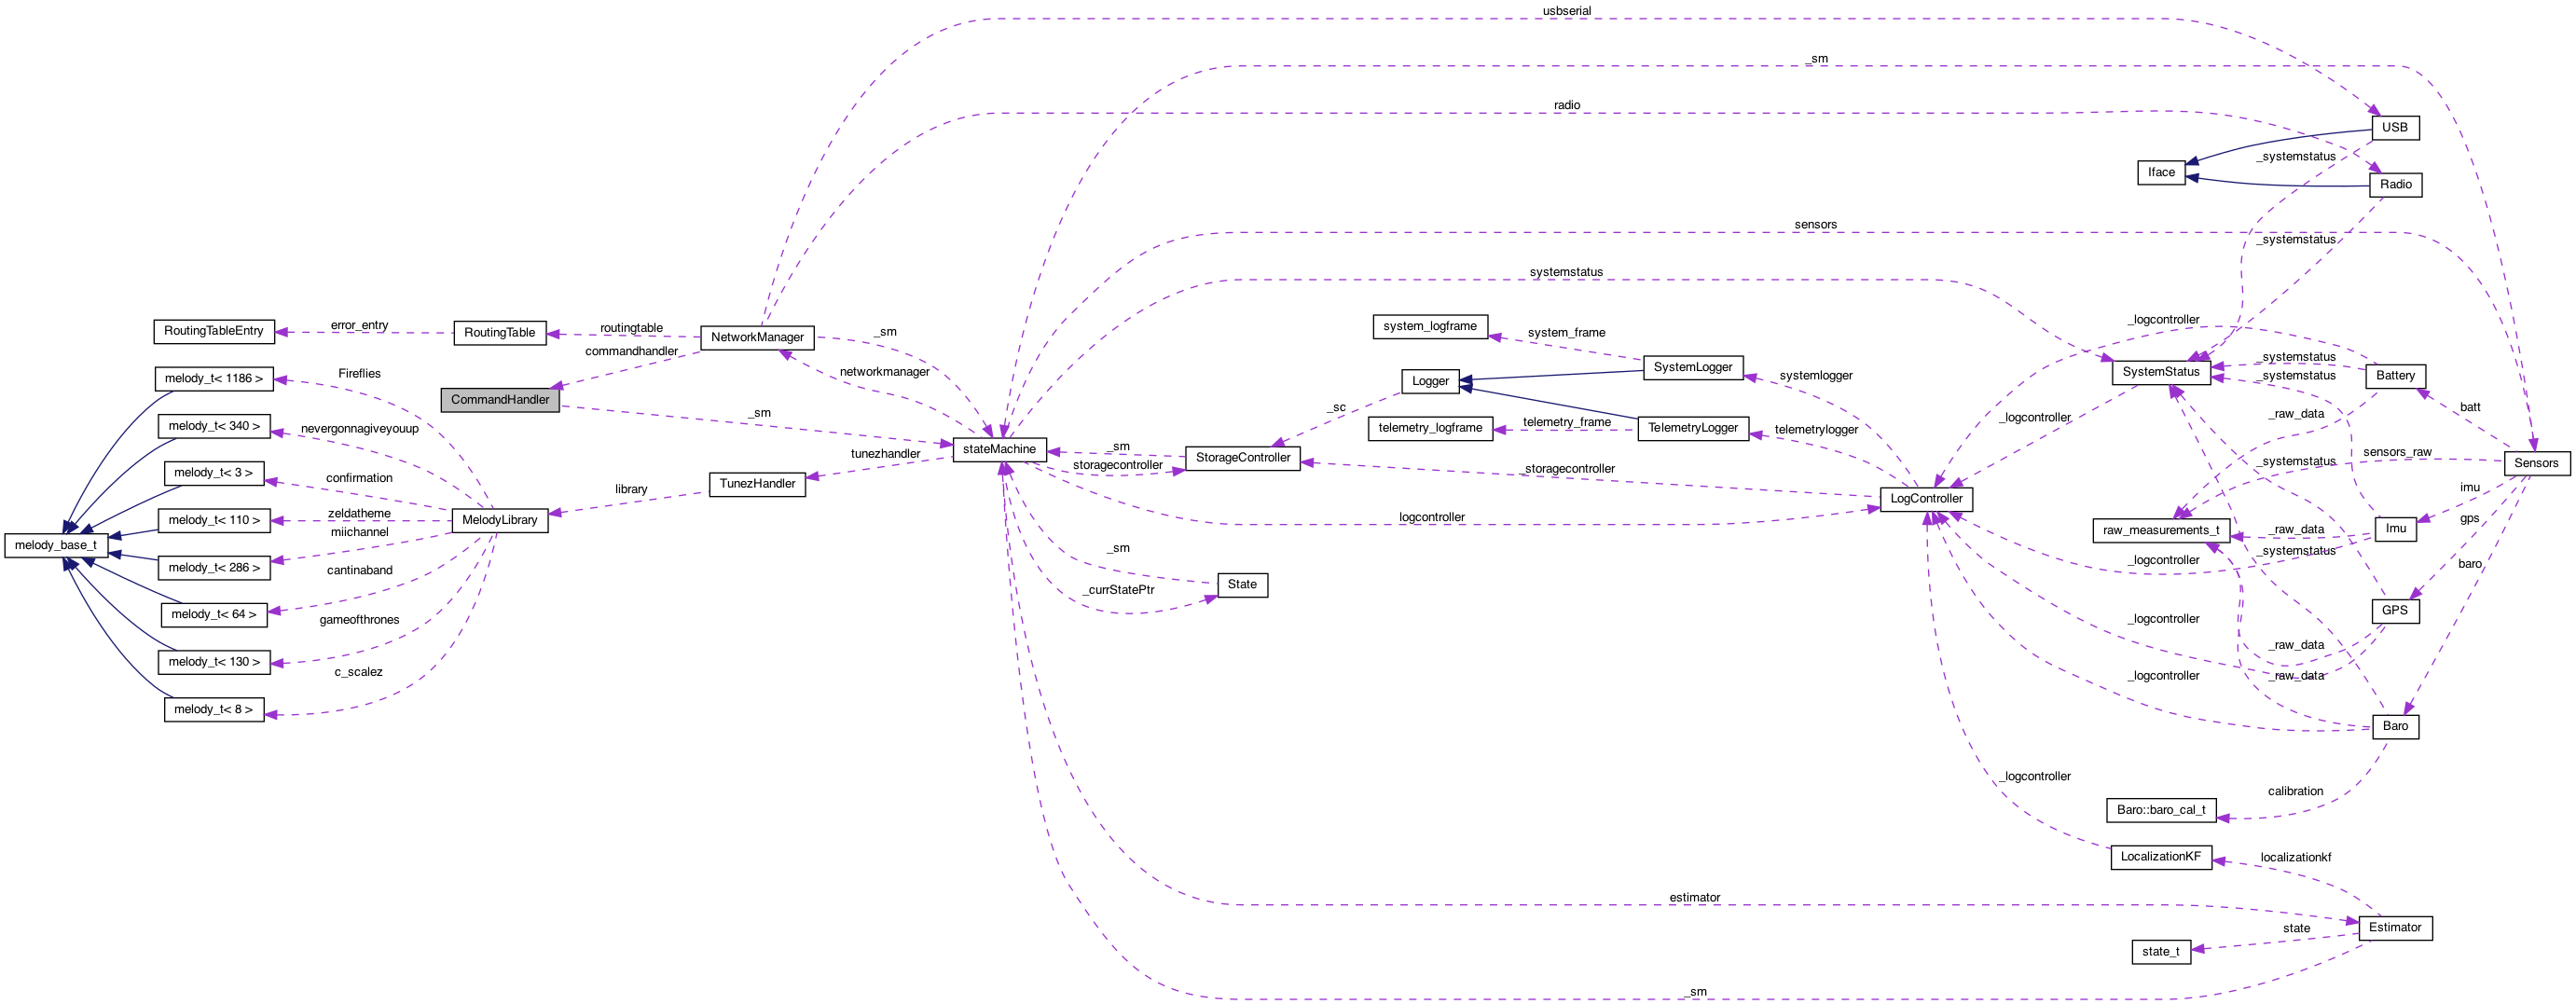 usbserial
_sm
radio
USB
_systemstatus
Iface
Radio
sensors
_systemstatus
systemstatus
_logcontroller
RoutingTableEntry
error_entry
RoutingTable
routingtable
NetworkManager
_sm
system_logframe
system_frame
commandhandler
SystemLogger
_systemstatus
melody_t< 1186 >
Fireflies
networkmanager
Logger
systemlogger
SystemStatus
_systemstatus
Battery
CommandHandler
_sm
_sc
_logcontroller
_raw_data
batt
melody_t< 340 >
nevergonnagiveyouup
telemetry_logframe
telemetry_frame
TelemetryLogger
telemetrylogger
stateMachine
_sm
tunezhandler
StorageController
storagecontroller
_storagecontroller
_systemstatus
sensors_raw
Sensors
melody_t< 3 >
confirmation
library
TunezHandler
LogController
imu
melody_t< 110 >
zeldatheme
MelodyLibrary
logcontroller
miichannel
raw_measurements_t
_raw_data
Imu
gps
melody_base_t
_sm
_logcontroller
_systemstatus
baro
melody_t< 286 >
cantinaband
State
_currStatePtr
melody_t< 64 >
gameofthrones
_logcontroller
GPS
_raw_data
melody_t< 130 >
c_scalez
_logcontroller
_raw_data
melody_t< 8 >
Baro
_logcontroller
calibration
Baro::baro_cal_t
LocalizationKF
localizationkf
estimator
state
Estimator
state_t
_sm